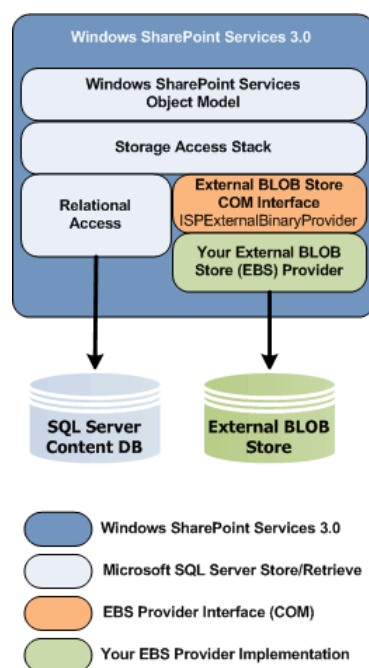 Windows SharePoint Services 3.0
Windows SharePoint Services
Object Model
Storage Access Stack
Relational
Access
External BLOB Store
COM Interface
ISPExternalBinaryProvider
Your External BLOB
Store (EBS) Provider
SQL Server
Content DB
External BLOB
Store
Windows SharePoint Services 3.0
Microsoft SQL Server Store/Retrieve
EBS Provider Interface (COM)
Your EBS Provider Implementation